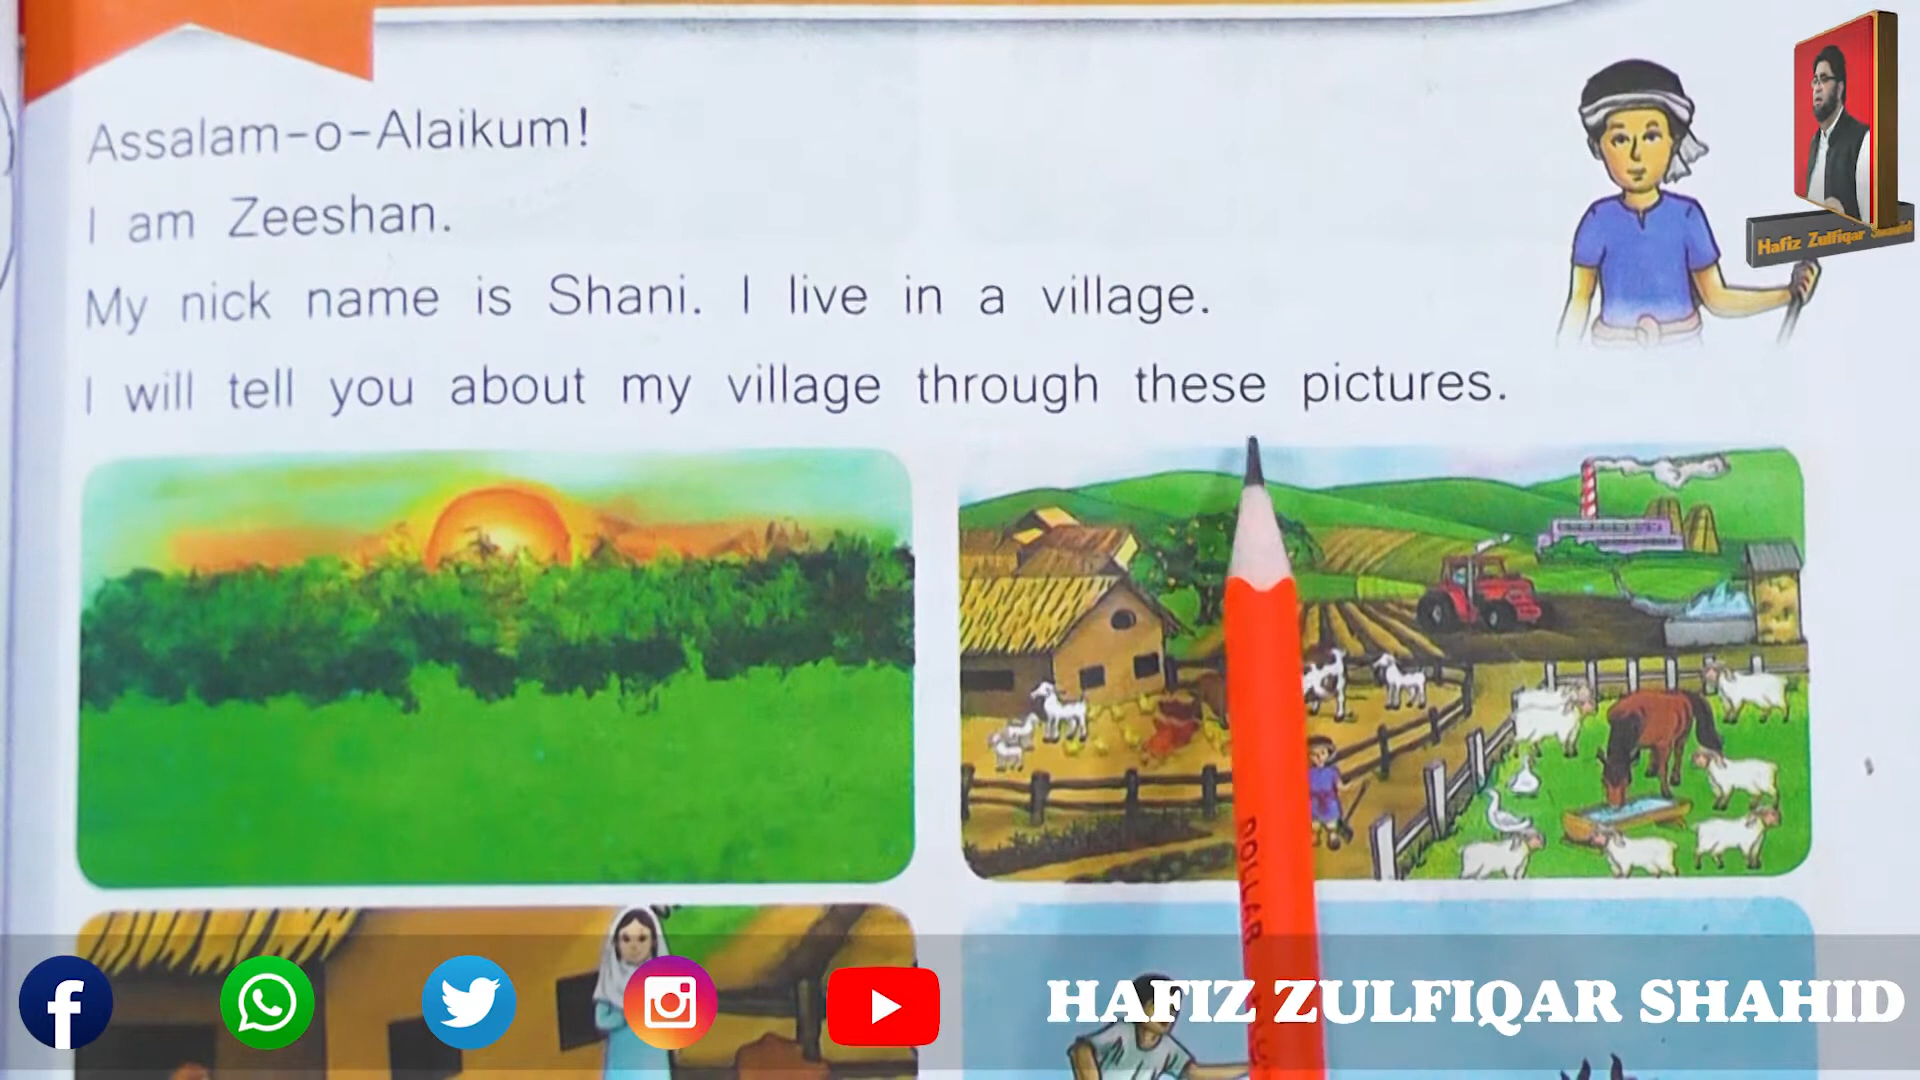 Assalam-o-Alaikum!
I am Zeeshan.
My nick name is Shani. I live in a village.
I will tell you about my village through these pictures.
Hafiz Zulfiqar Shahid
DOLLAR
HAFIZ ZULFIQAR SHAHID